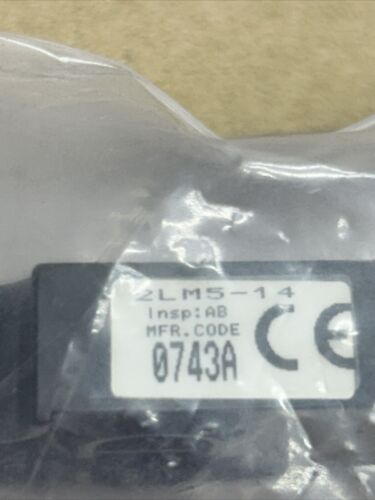 2LM5-14
Insp:AB
MFR.CODE
0743A
CE